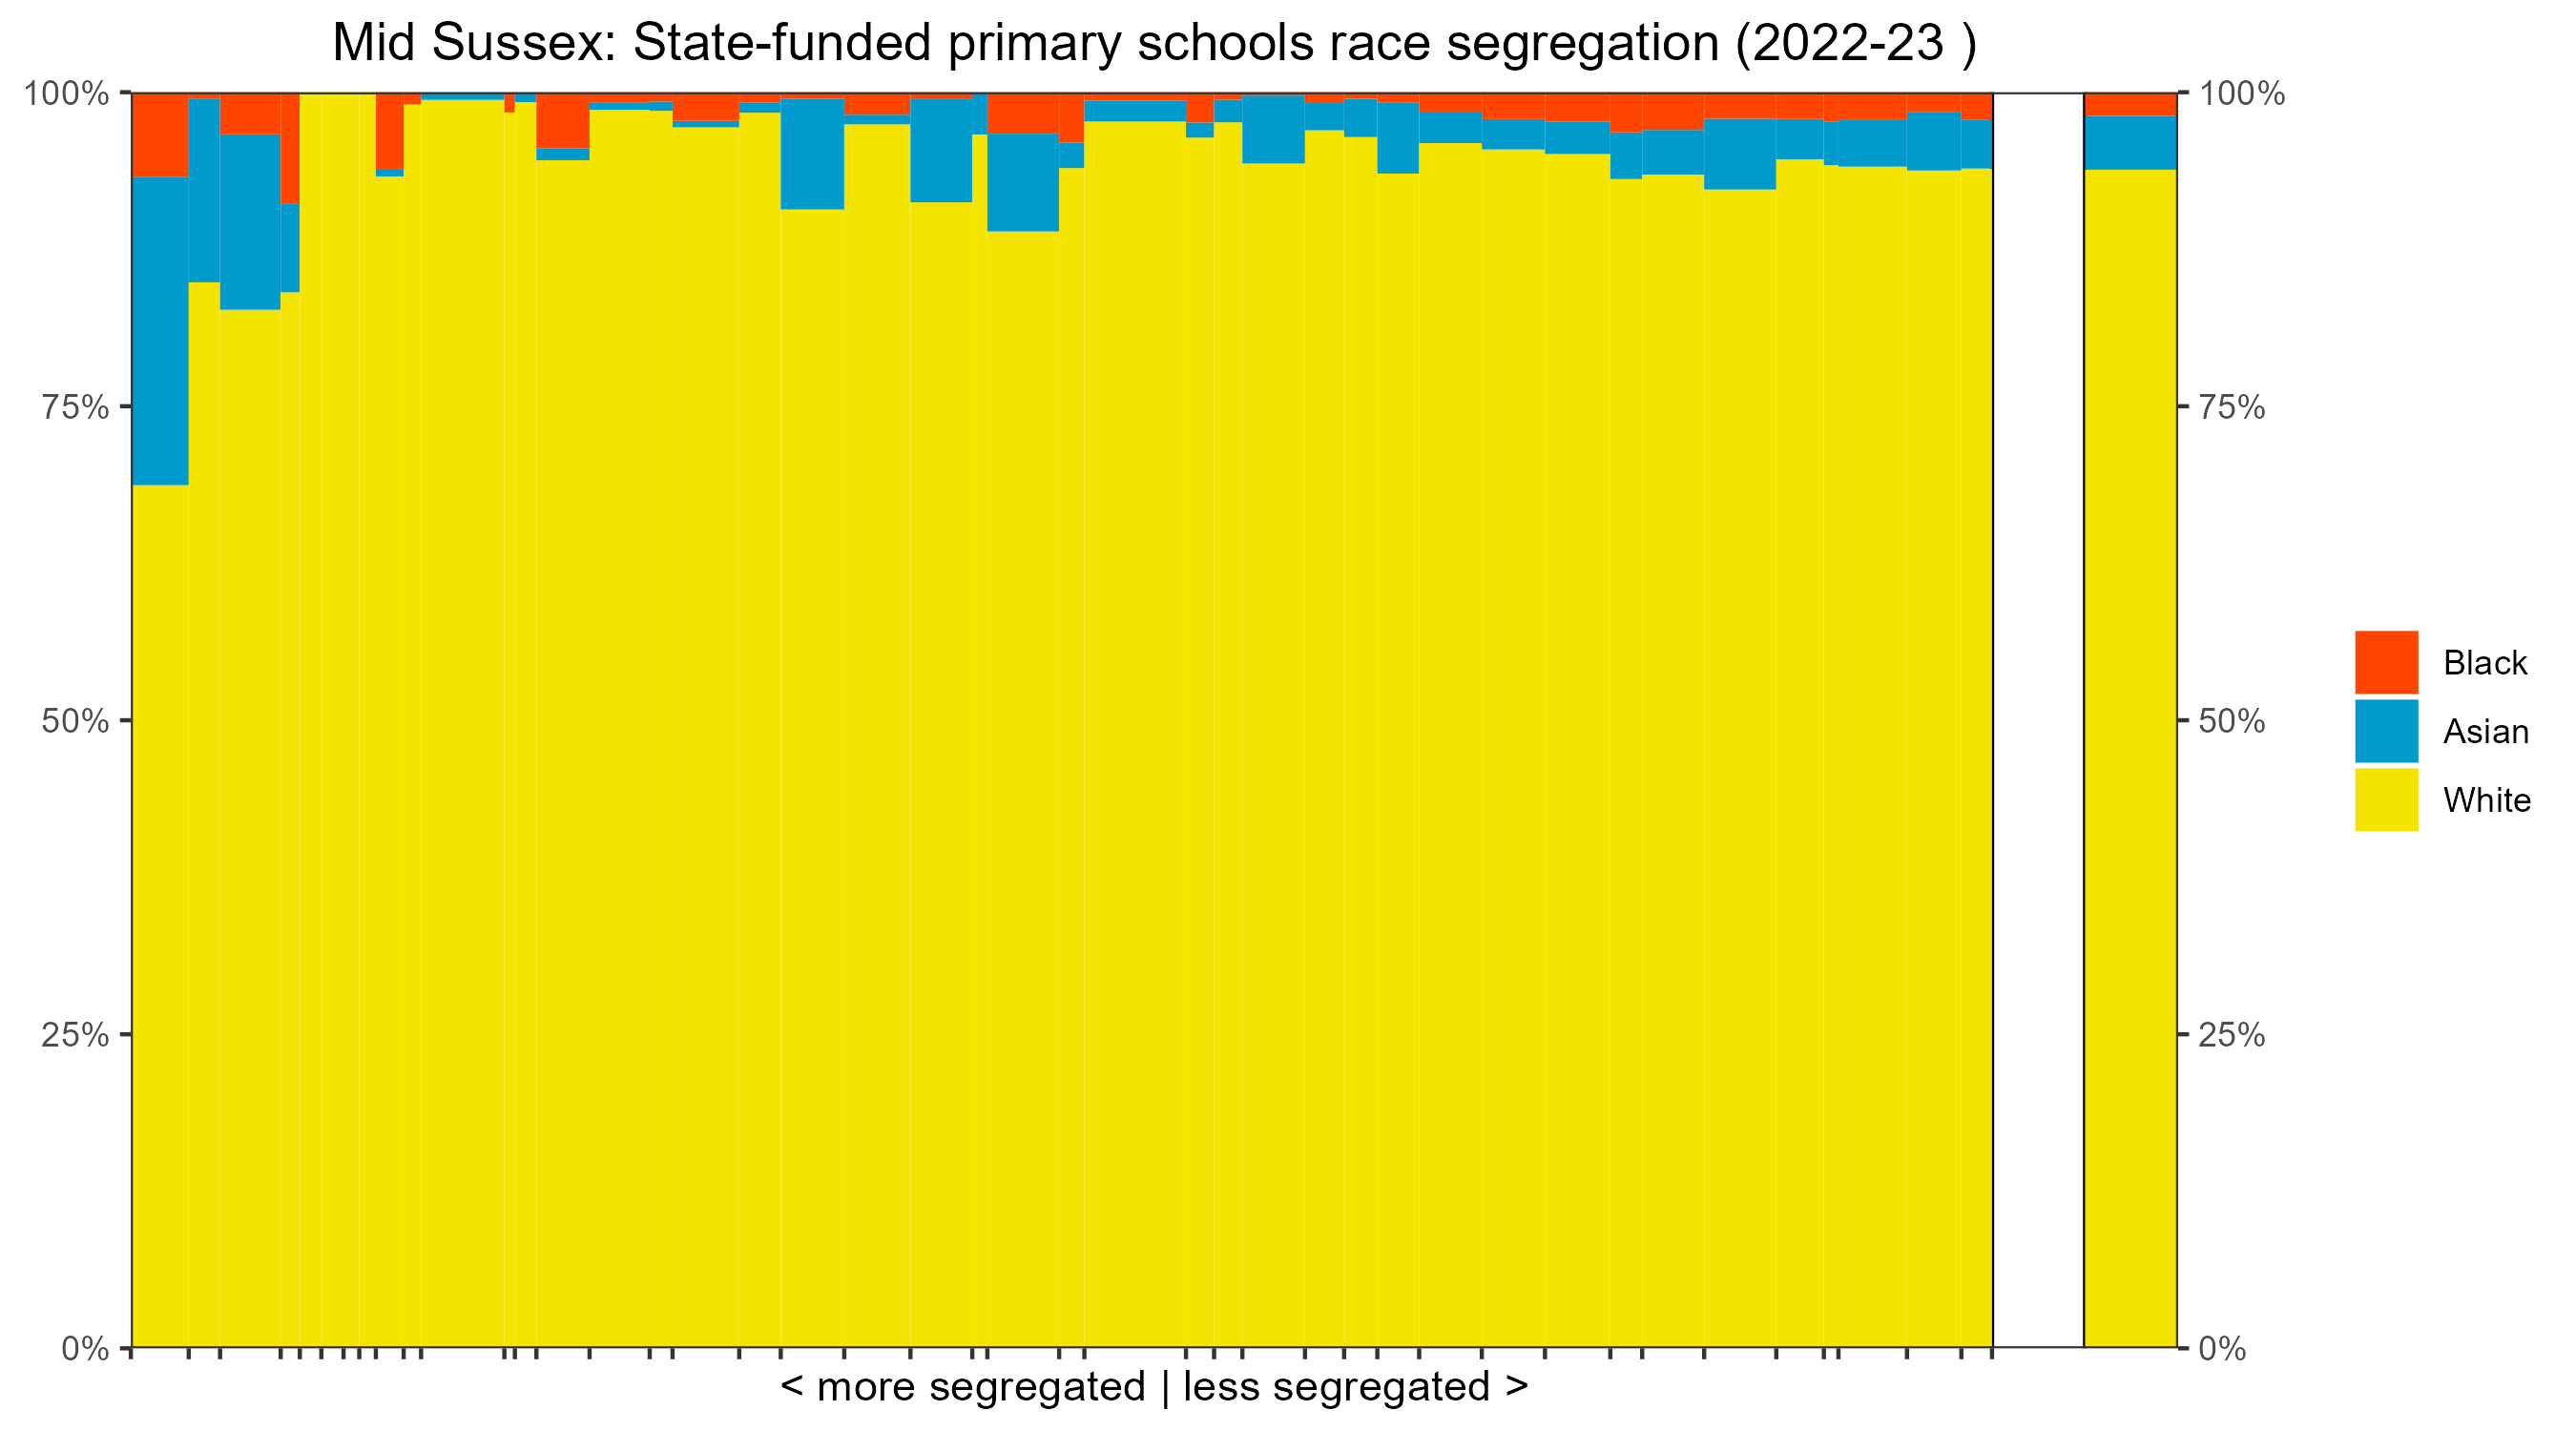 Mid Sussex: State-funded primary schools race segregation (2022-23 )
100%
75%
50%
25%
0%
100%
75%
50%
25%
0%
Black
Asian
White
< more segregated | less segregated >